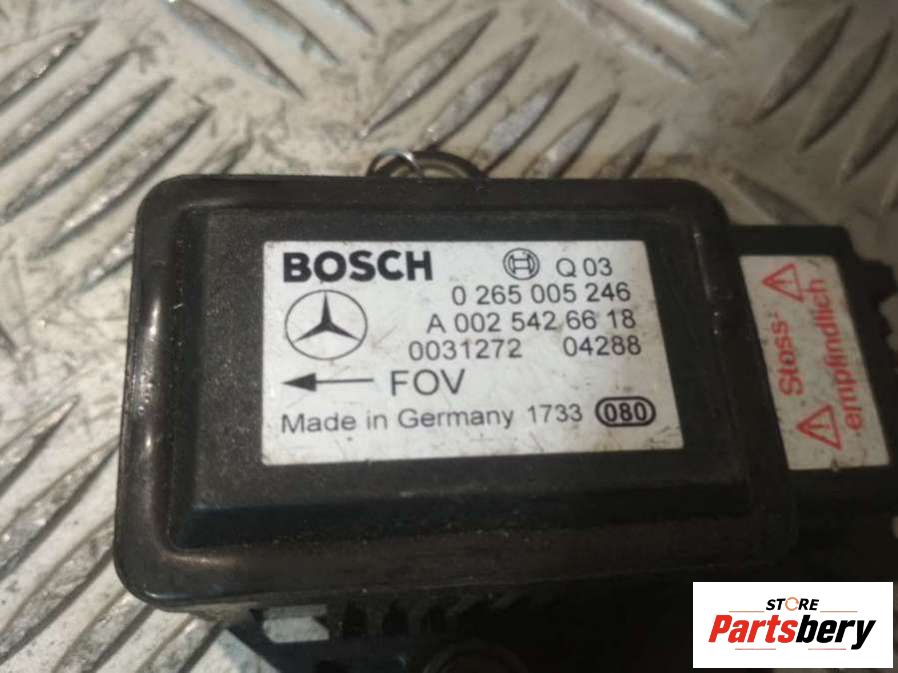 BOSCH Q 03
0 265 005 246
A 002 542 66 18
0031272 04288
FOV
Made in Germany 1733 080
Stoss-
empfindlich
STORE
Partsbery